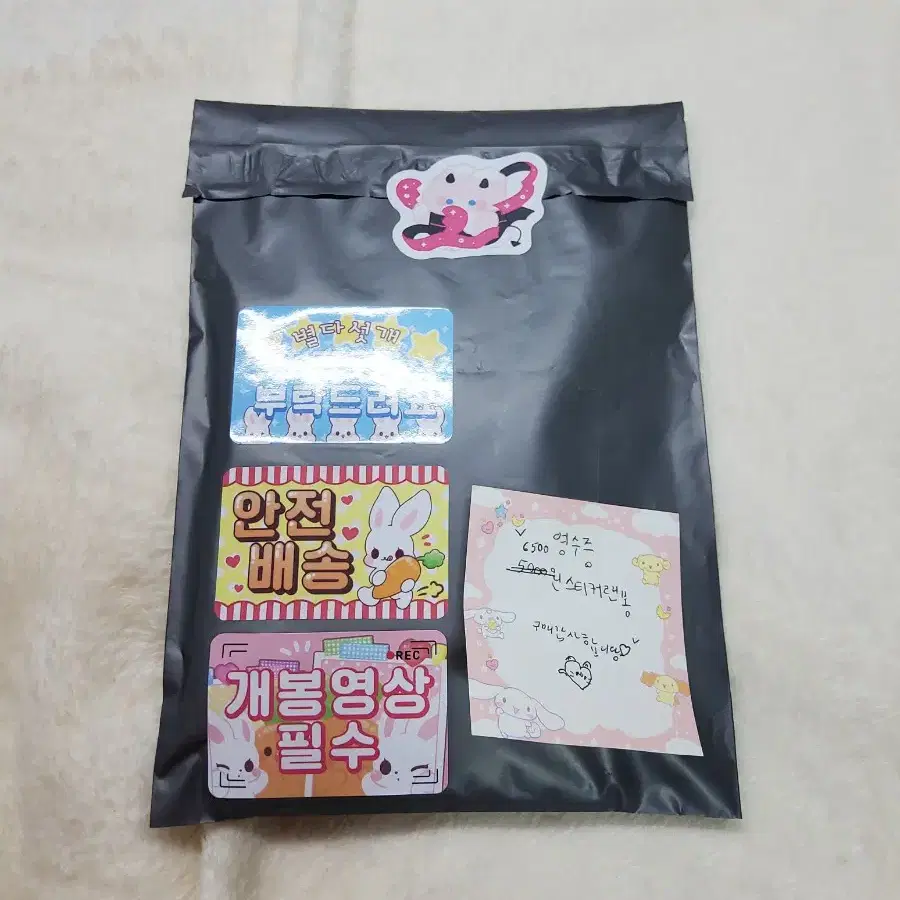 별다섯개
부탁드려요
안전
배송
REC
개봉영상
필수
영수증
6500
5000원 스티커랜봉
구매감사합니당♡